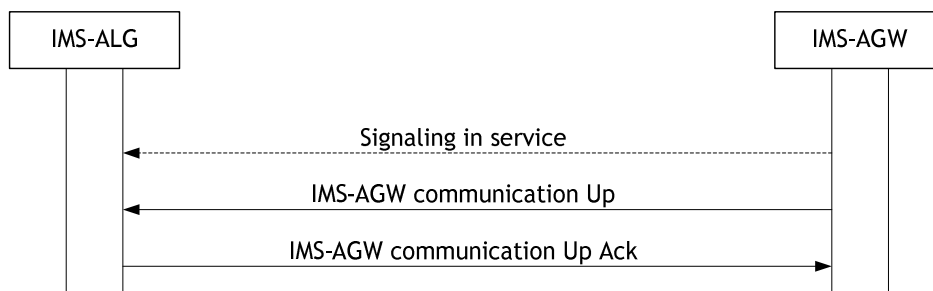 IMS-ALG
IMS-AGW
Signaling in service
IMS-AGW communication Up
IMS-AGW communication Up Ack